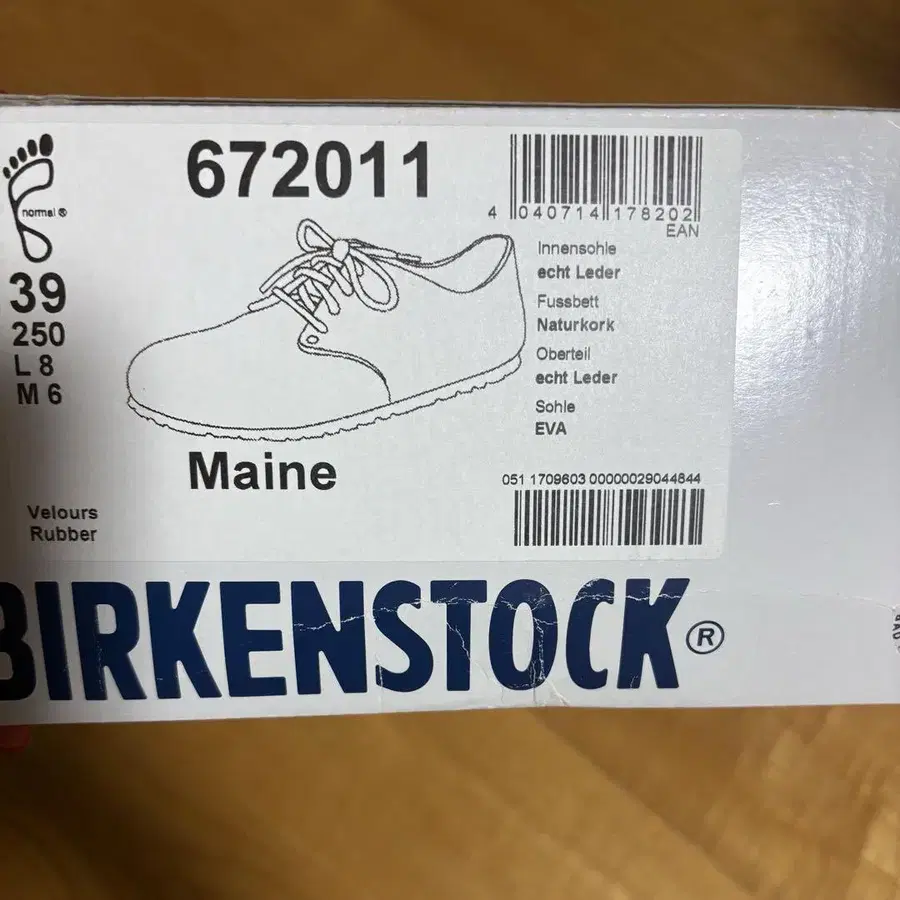 normal®
39
250
L 8
M 6
Velours
Rubber
672011
Maine
4 040714 178202
EAN
Innensohle
echt Leder
Fussbett
Naturkork
Oberteil
echt Leder
Sohle
EVA
051 1709603 00000029044844
BIRKENSTOCK®